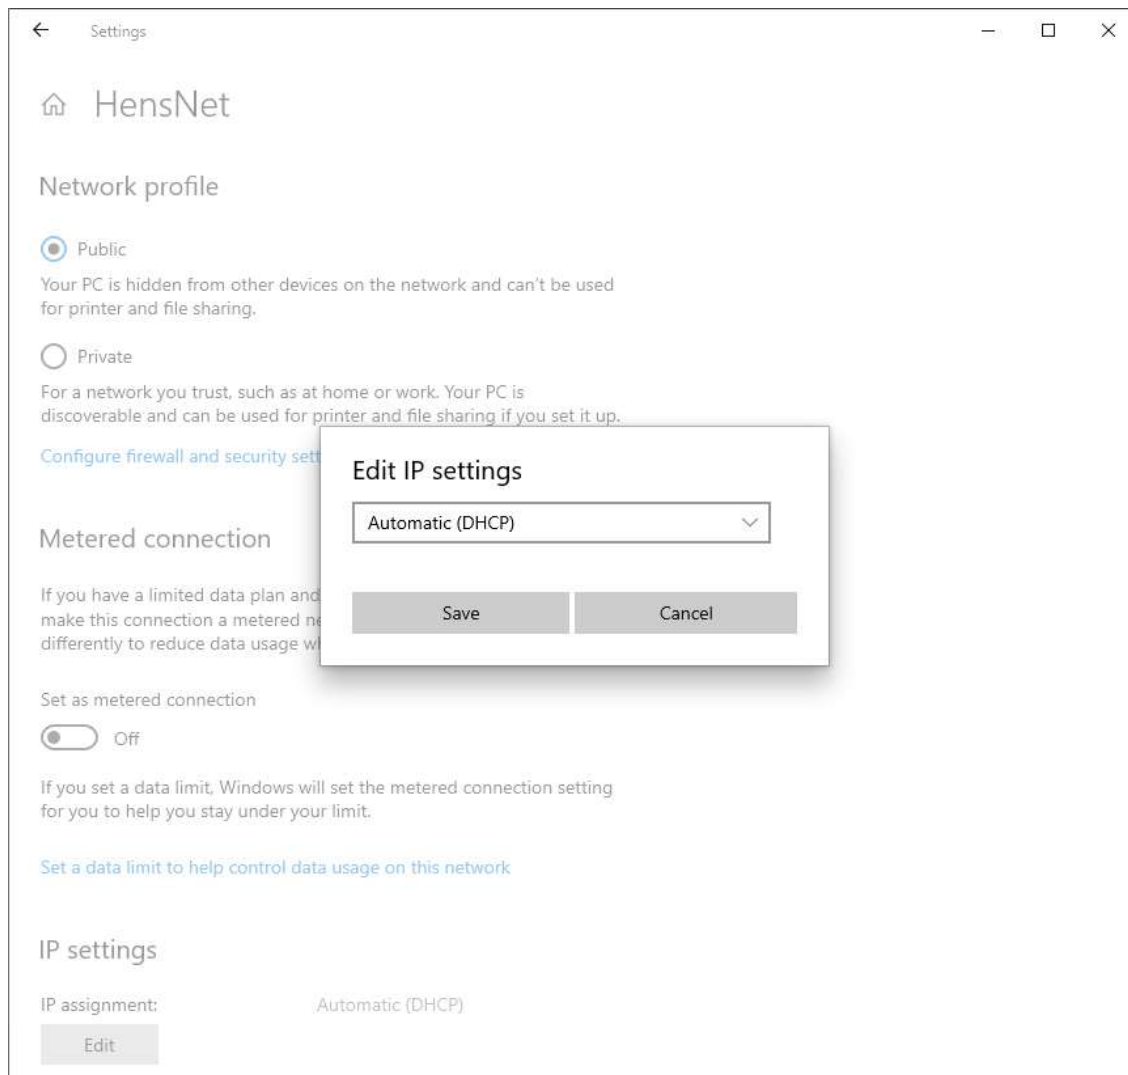 Settings
HensNet
Network profile
Public
Your PC is hidden from other devices on the network and can't be used
for printer and file sharing.
Private
For a network you trust, such as at home or work. Your PC is
discoverable and can be used for printer and file sharing if you set it up.
Configure firewall and security sett
Edit IP settings
Automatic (DHCP)
Save
Cancel
Metered connection
If you have a limited data plan and
make this connection a metered ne
differently to reduce data usage wh
Set as metered connection
Off
If you set a data limit, Windows will set the metered connection setting
for you to help you stay under your limit.
Set a data limit to help control data usage on this network
IP settings
IP assignment: Automatic (DHCP)
Edit